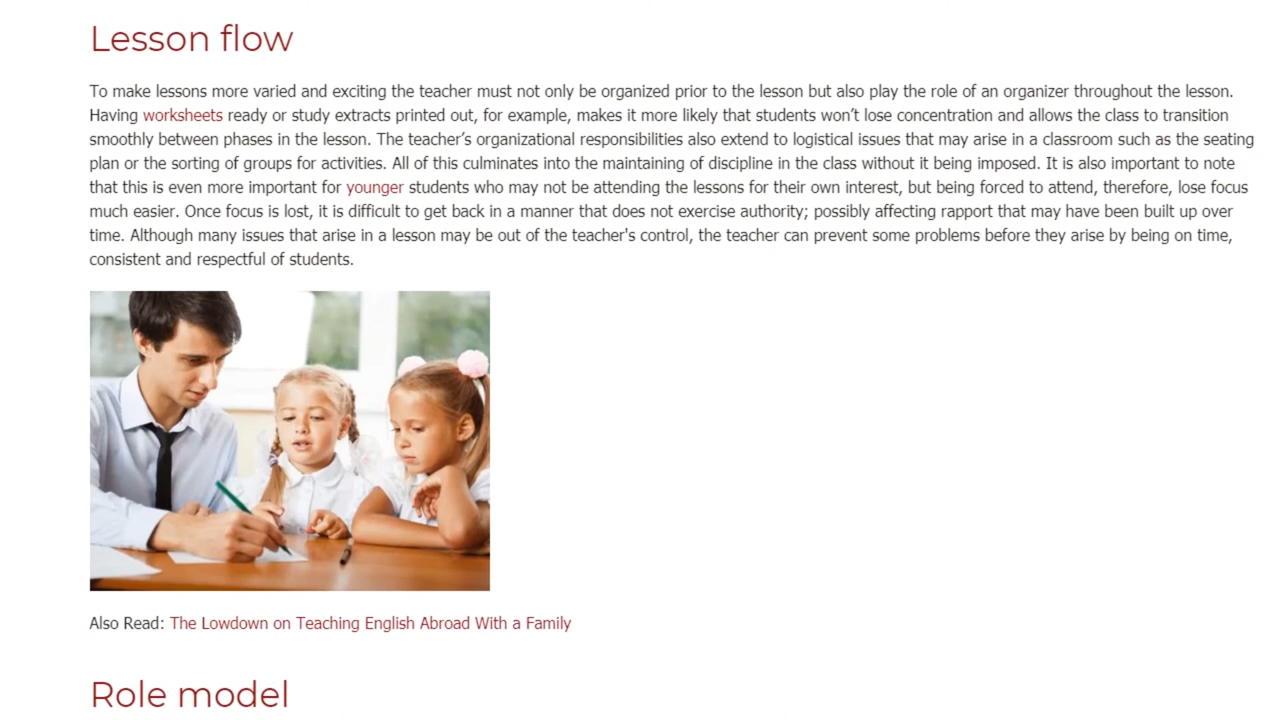 Lesson flow
To make lessons more varied and exciting the teacher must not only be organized prior to the lesson but also play the role of an organizer throughout the lesson.
Having worksheets ready or study extracts printed out, for example, makes it more likely that students won’t lose concentration and allows the class to transition
smoothly between phases in the lesson. The teacher’s organizational responsibilities also extend to logistical issues that may arise in a classroom such as the seating
plan or the sorting of groups for activities. All of this culminates into the maintaining of discipline in the class without it being imposed. It is also important to note
that this is even more important for younger students who may not be attending the lessons for their own interest, but being forced to attend, therefore, lose focus
much easier. Once focus is lost, it is difficult to get back in a manner that does not exercise authority; possibly affecting rapport that may have been built up over
time. Although many issues that arise in a lesson may be out of the teacher's control, the teacher can prevent some problems before they arise by being on time,
consistent and respectful of students.
Also Read: The Lowdown on Teaching English Abroad With a Family
Role model